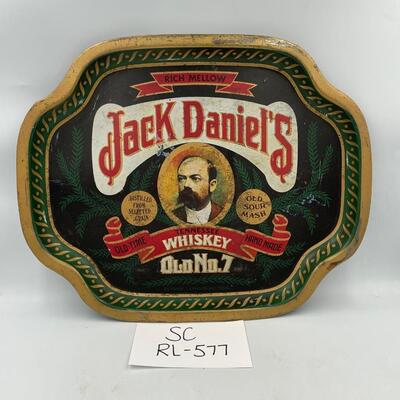 RICH MELLOW
Jack Daniel's
DISTILLED
FROM
SELECTED
GRAIN
OLD
SOUR
MASH
OLD-TIME
TENNESSEE
WHISKEY
HAND MADE
OLD No.7
SC
RL-577